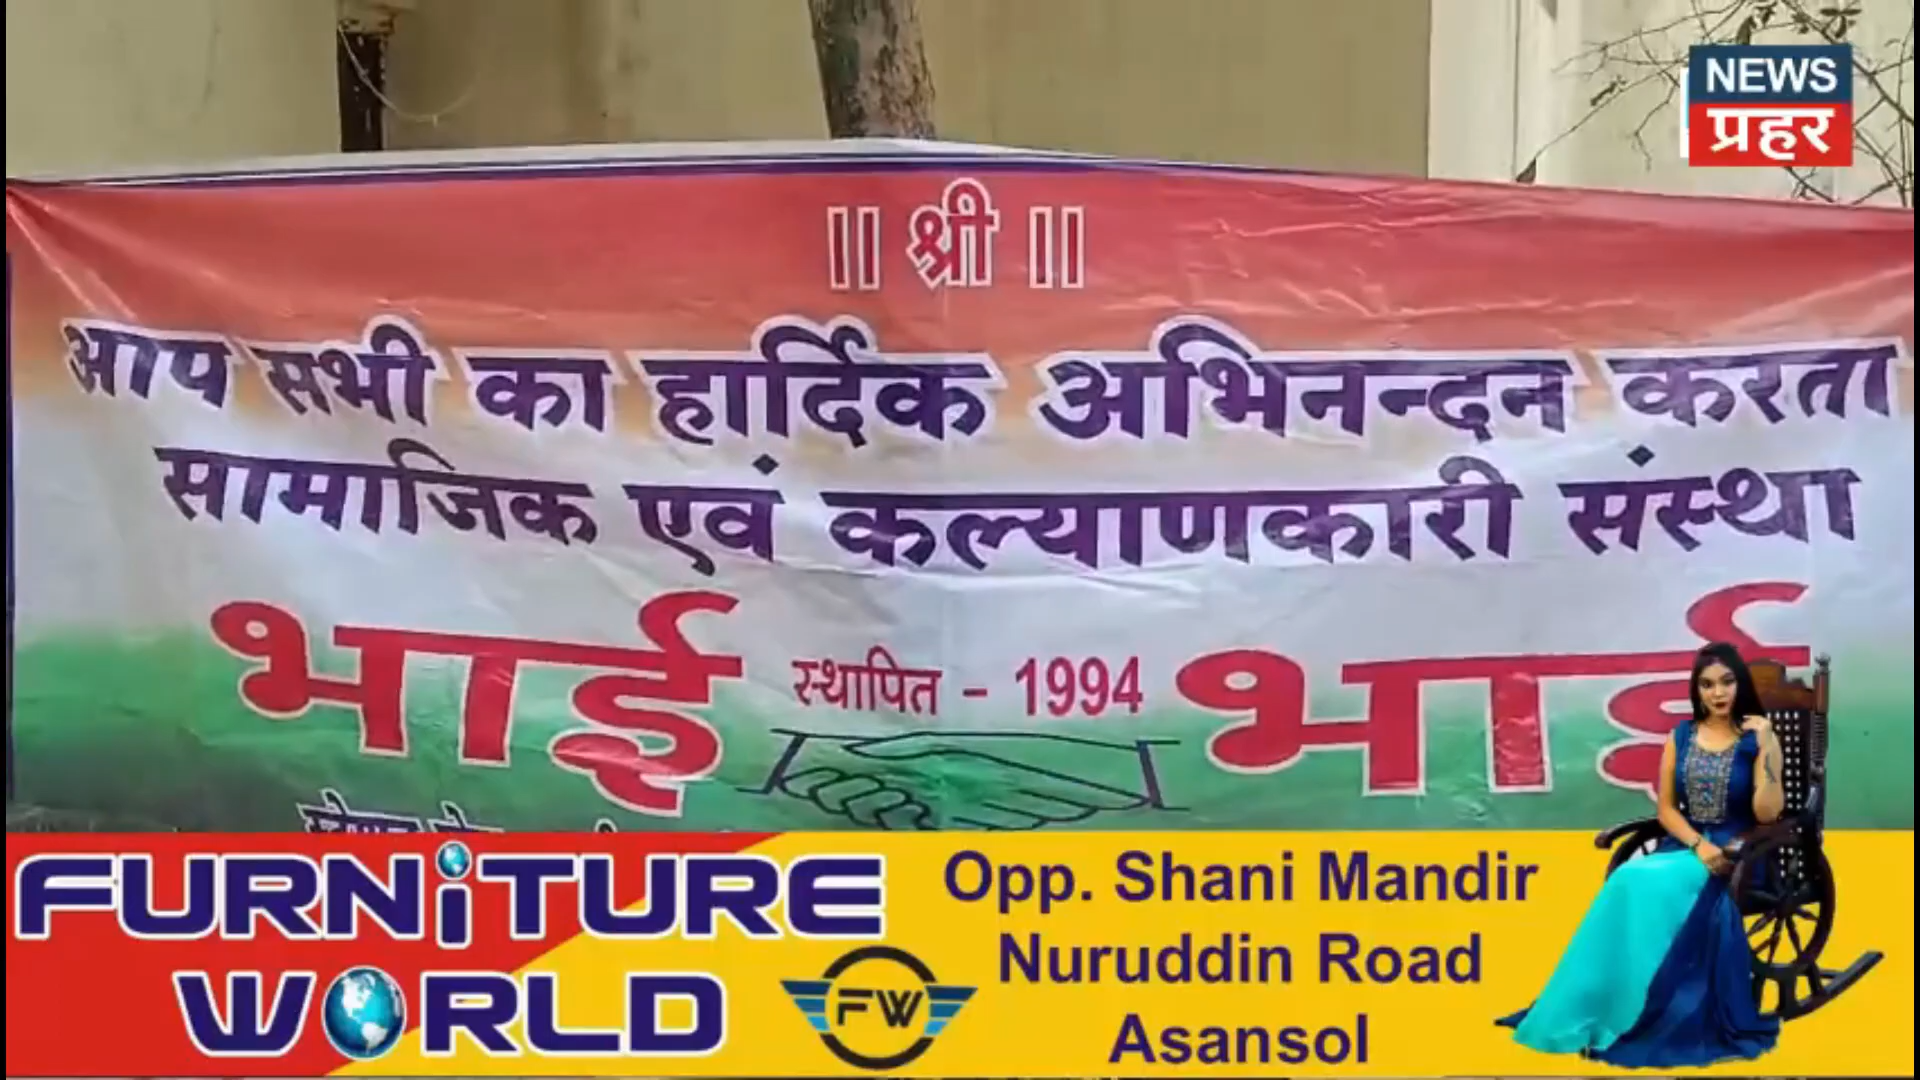 NEWS
प्रहर
|| श्री ||
आप सभी का हार्दिक अभिनन्दन करता
सामाजिक एवं कल्याणकारी संस्था
भाई स्थापित - 1994 भाई
FURNiTURE
WORLD
FW
Opp. Shani Mandir
Nuruddin Road
Asansol